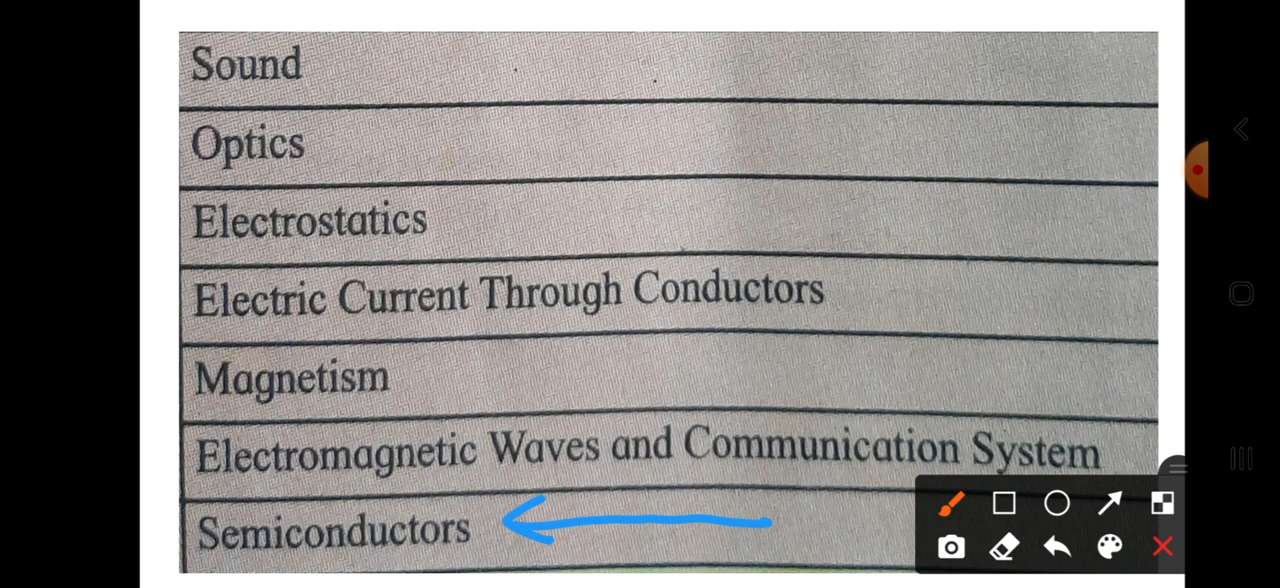 Sound
Optics
Electrostatics
Electric Current Through Conductors
Magnetism
Electromagnetic Waves and Communication System
Semiconductors